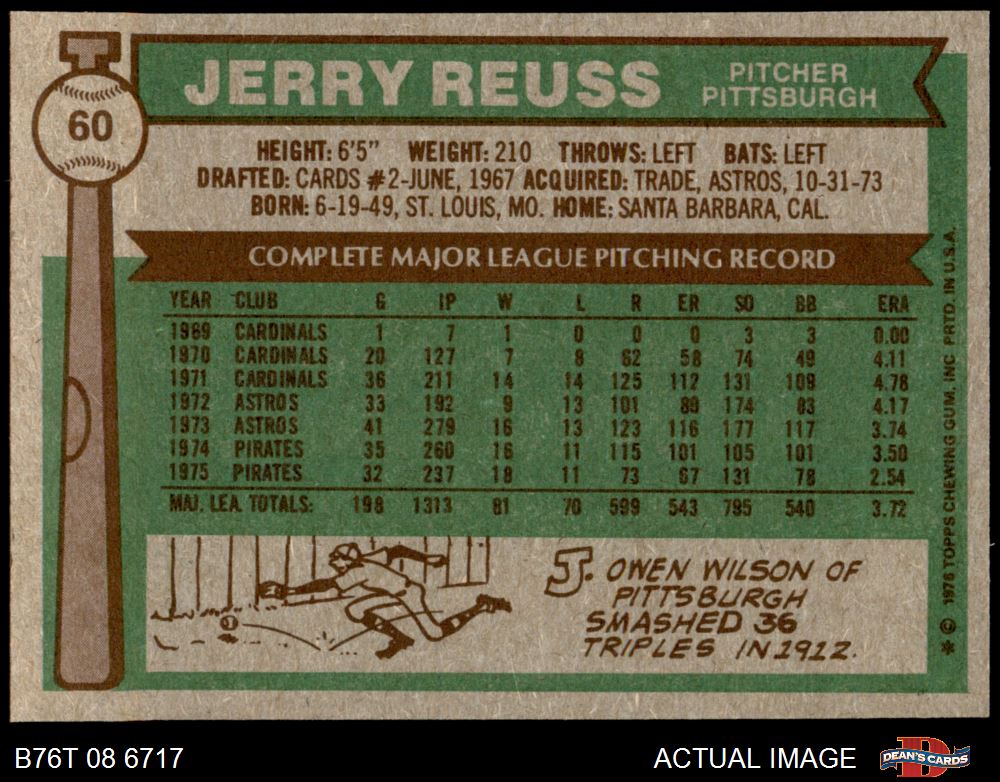 60
JERRY REUSS
PITCHER
PITTSBURGH
HEIGHT: 6'5" WEIGHT: 210 THROWS: LEFT BATS: LEFT
DRAFTED: CARDS #2-JUNE, 1967 ACQUIRED: TRADE, ASTROS, 10-31-73
BORN: 6-19-49, ST. LOUIS, MO. HOME: SANTA BARBARA, CAL.
COMPLETE MAJOR LEAGUE PITCHING RECORD
YEAR CLUB G IP W L R ER SO BB ERA
1969 CARDINALS 1 7 1 0 0 0 3 3 0.00
1970 CARDINALS 20 127 7 8 62 58 74 49 4.11
1971 CARDINALS 36 211 14 14 125 112 131 109 4.78
1972 ASTROS 33 192 9 13 101 89 174 83 4.17
1973 ASTROS 41 279 16 13 123 116 177 117 3.74
1974 PIRATES 35 260 16 11 115 101 105 101 3.50
1975 PIRATES 32 237 18 11 73 67 131 78 2.54
MAJ. LEA. TOTALS: 198 1313 81 70 599 543 795 540 3.72
J. OWEN WILSON OF
PITTSBURGH
SMASHED 36
TRIPLES IN 1912.
* © 1976 TOPPS CHEWING GUM, INC. PRTD. IN U.S.A.
B76T 08 6717
ACTUAL IMAGE
DEAN'S CARDS